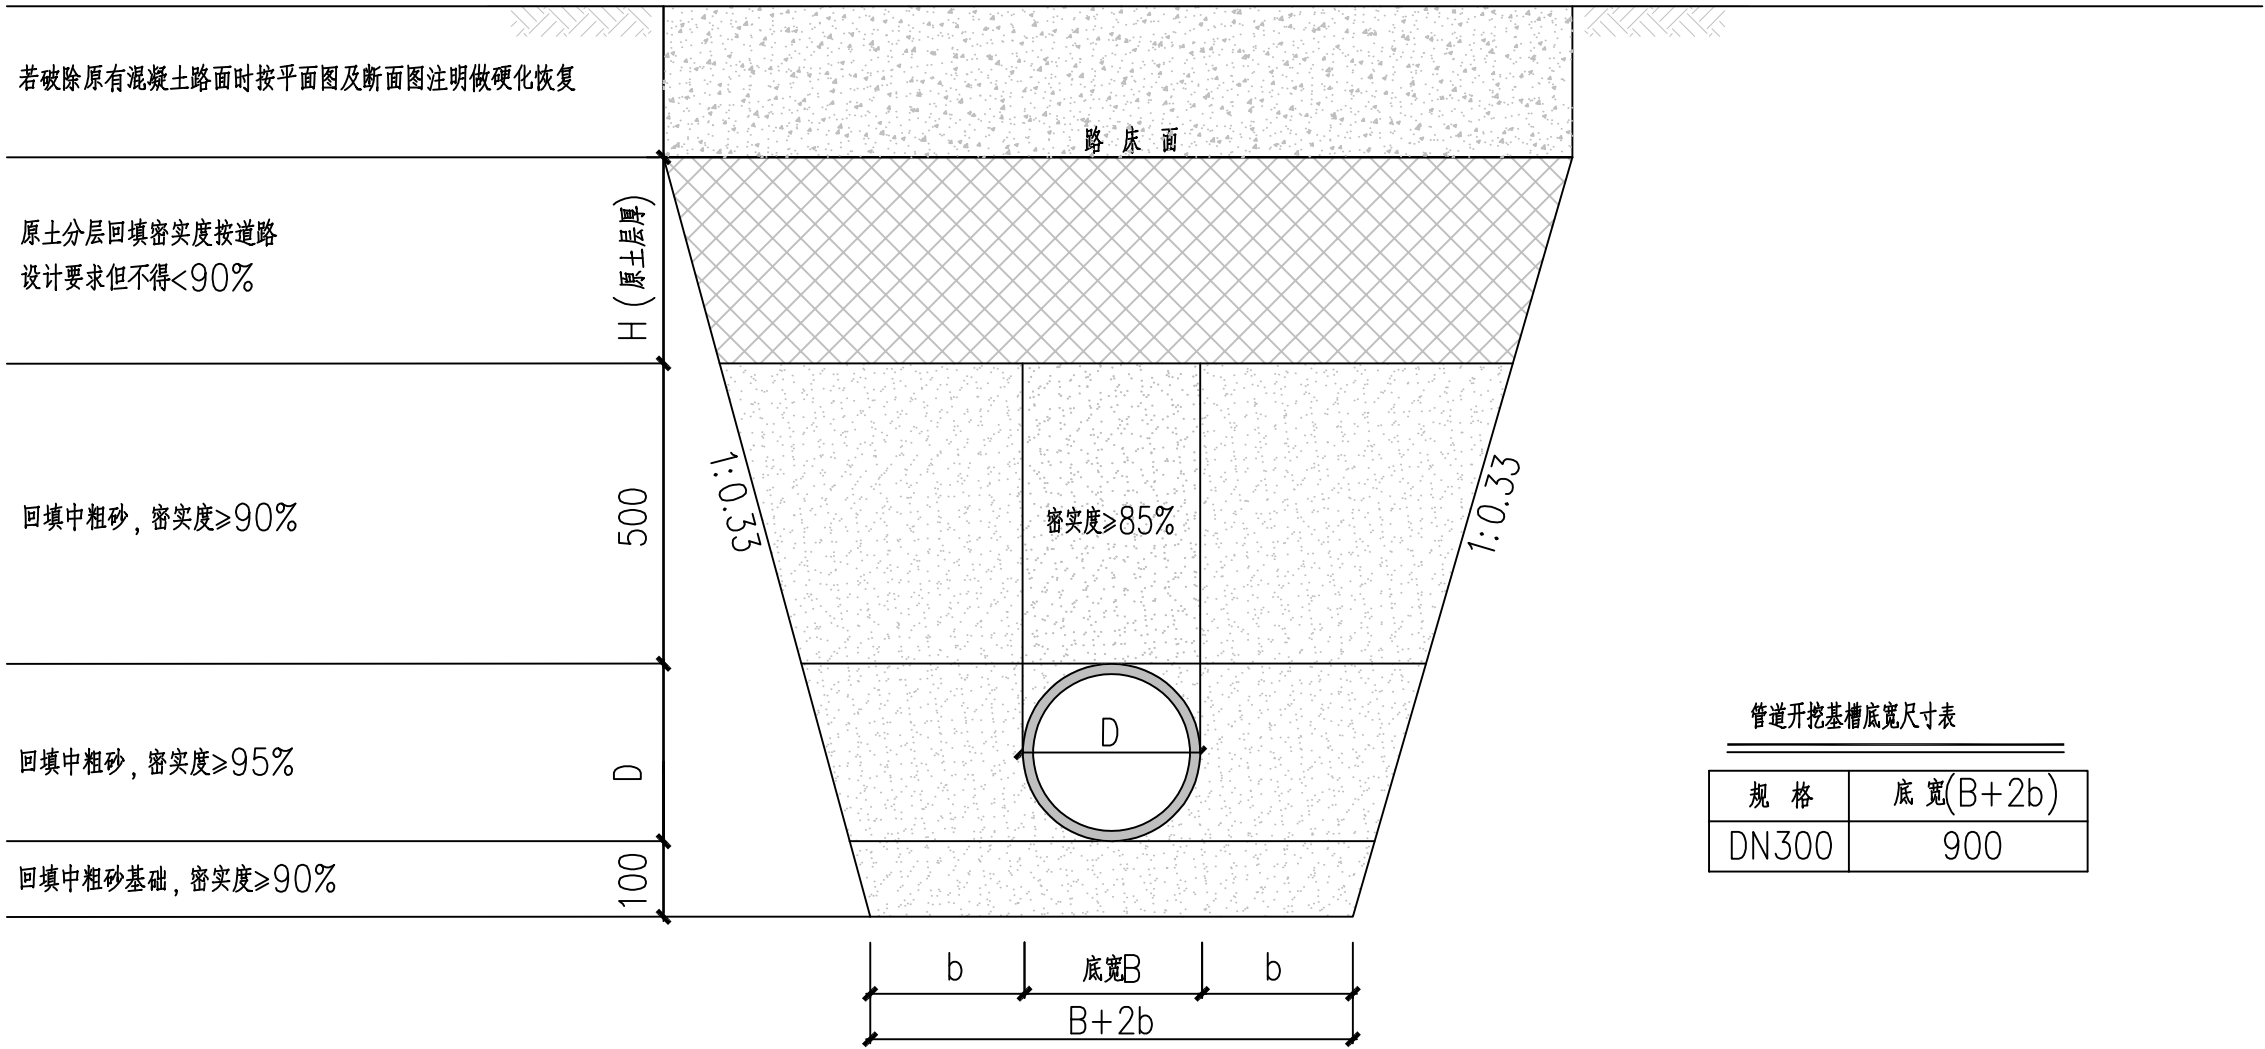 若破除原有混凝土路面时按平面图及断面图注明做硬化恢复
路 床 面
原土分层回填密实度按道路
设计要求但不得<90%
H（原土层厚）
回填中粗砂，密实度≥90%
500
1:0.33
密实度≥85%
1:0.33
回填中粗砂，密实度≥95%
D
D
回填中粗砂基础，密实度≥90%
100
b
底宽B
b
B+2b
管道开挖基槽底宽尺寸表
规 格 底 宽(B+2b)
DN300 900